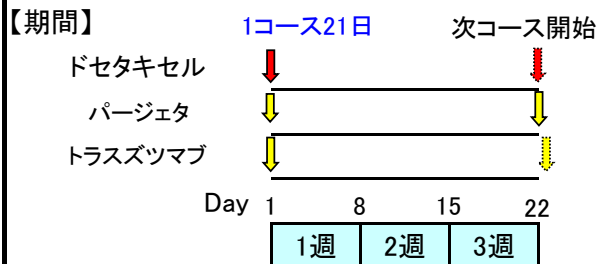 【期間】
1コース21日 次コース開始
ドセタキセル
パージェタ
トラスズツマブ
Day 1 8 15 22
1週 2週 3週